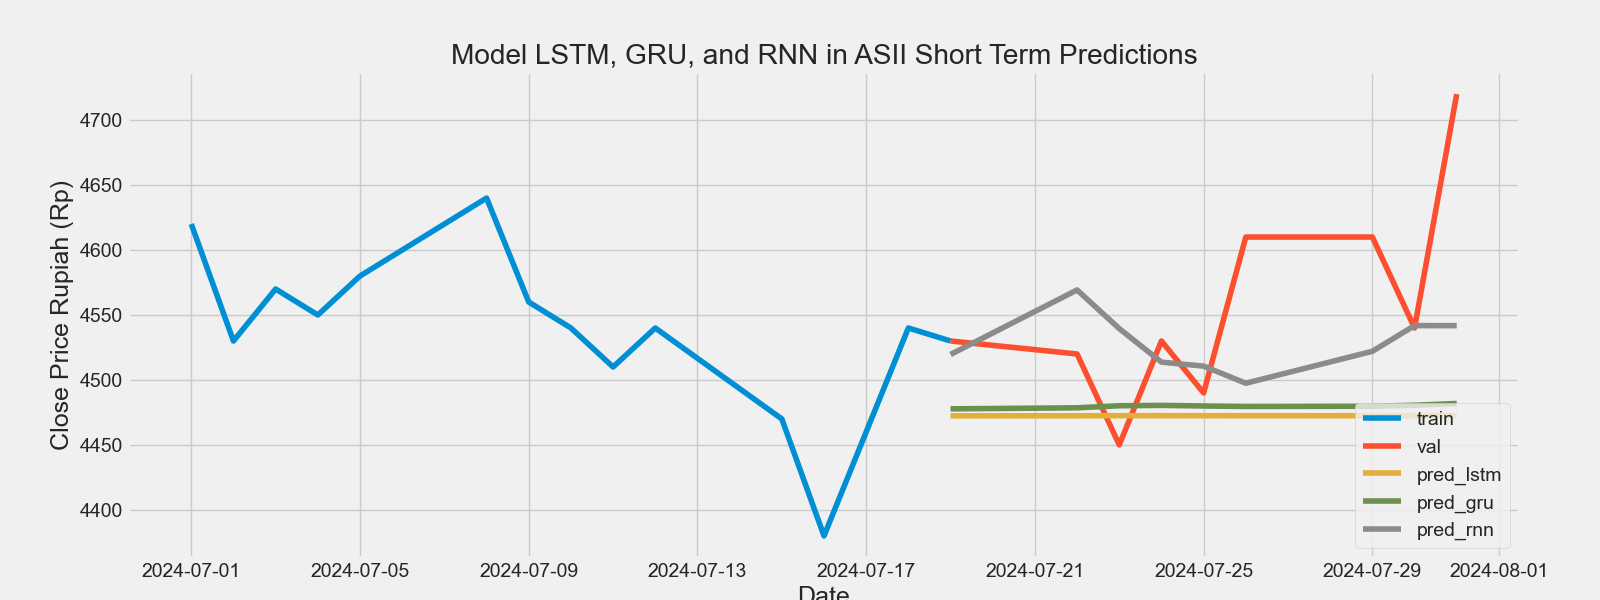 Model LSTM, GRU, and RNN in ASII Short Term Predictions
Close Price Rupiah (Rp)
4700
4650
4600
4550
4500
4450
4400
train
val
pred_lstm
pred_gru
pred_rnn
2024-07-01 2024-07-05 2024-07-09 2024-07-13 2024-07-17 2024-07-21 2024-07-25 2024-07-29 2024-08-01
Date